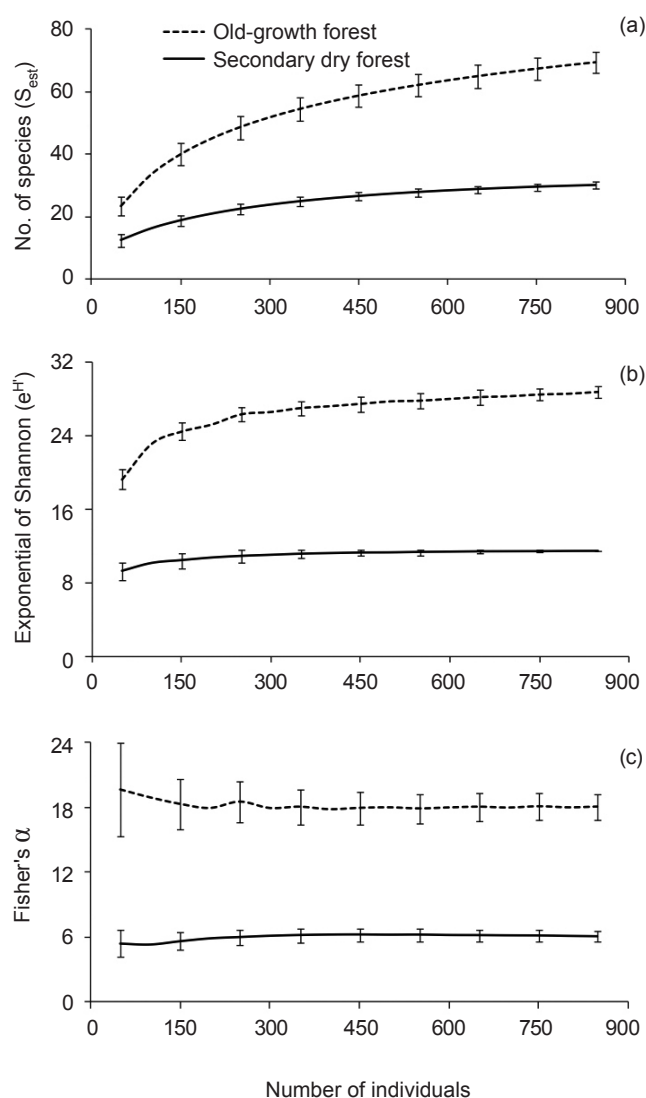 (a)
Old-growth forest
Secondary dry forest
No. of species (Sest)
80
60
40
20
0
0 150 300 450 600 750 900
(b)
Exponential of Shannon (eH')
32
24
16
8
0
0 150 300 450 600 750 900
(c)
Fisher's α
24
18
12
6
0
0 150 300 450 600 750 900
Number of individuals